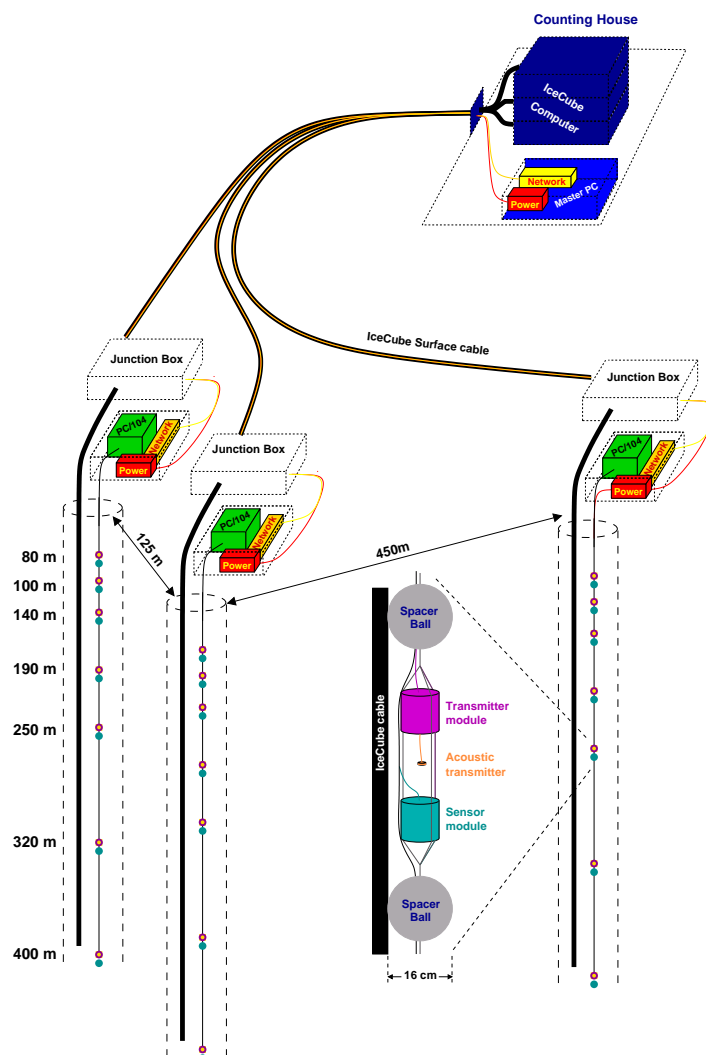 Counting House
IceCube
Computer
Network
Power
Master PC
IceCube Surface cable
Junction Box
PC/104
Network
Power
Junction Box
PC/104
Network
Power
Junction Box
PC/104
Network
Power
125 m
450m
80 m
100 m
140 m
190 m
250 m
320 m
400 m
IceCube cable
Spacer
Ball
Transmitter
module
Acoustic
transmitter
Sensor
module
Spacer
Ball
16 cm